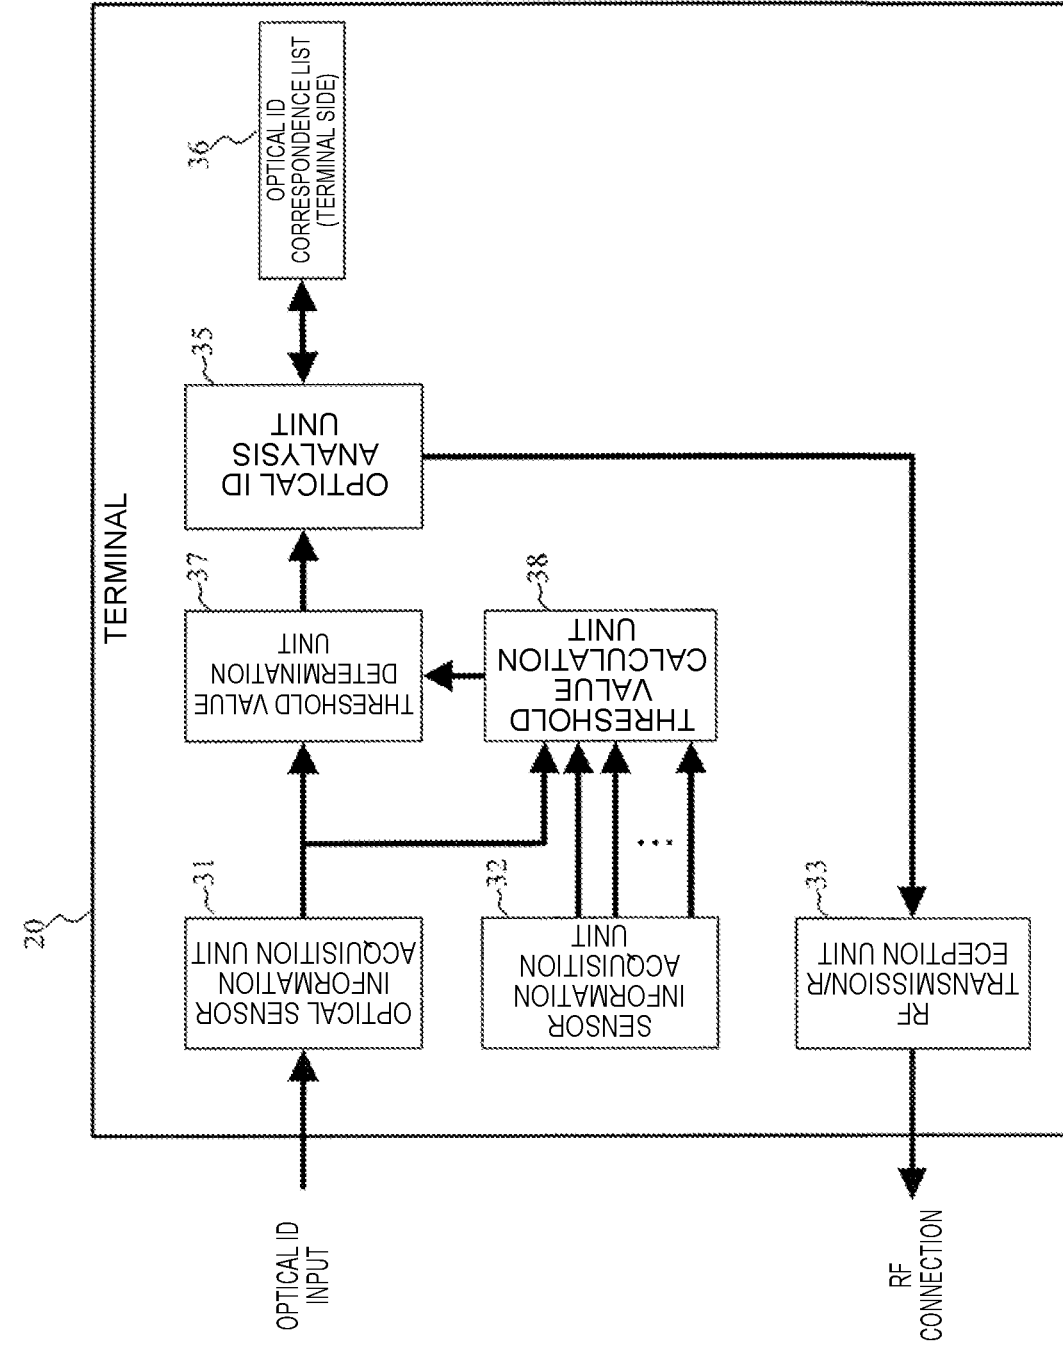 20
TERMINAL
OPTICAL ID
INPUT
31
OPTICAL SENSOR
INFORMATION
ACQUISITION UNIT
37
THRESHOLD VALUE
DETERMINATION
UNIT
35
OPTICAL ID
ANALYSIS
UNIT
36
OPTICAL ID
CORRESPONDENCE LIST
(TERMINAL SIDE)
32
SENSOR
INFORMATION
ACQUISITION
UNIT
...
38
THRESHOLD
VALUE
CALCULATION
UNIT
33
RF
TRANSMISSION/R
ECEPTION UNIT
RF
CONNECTION